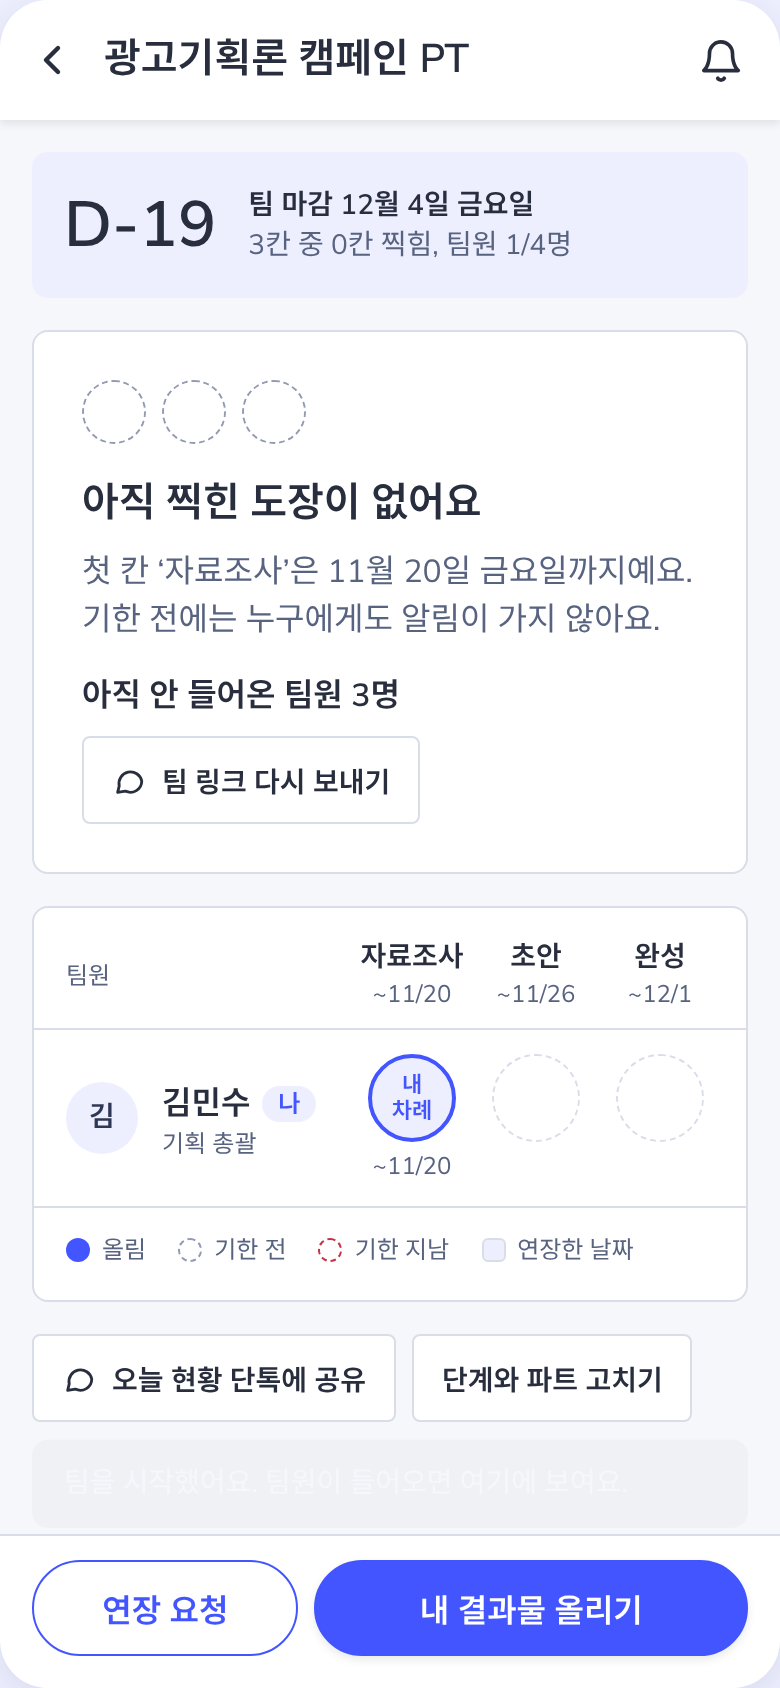 광고기획론 캠페인 PT
D-19
팀 마감 12월 4일 금요일
3칸 중 0칸 찍힘, 팀원 1/4명
아직 찍힌 도장이 없어요
첫 칸 ‘자료조사’은 11월 20일 금요일까지예요.
기한 전에는 누구에게도 알림이 가지 않아요.
아직 안 들어온 팀원 3명
팀 링크 다시 보내기
팀원 자료조사 초안 완성
~11/20 ~11/26 ~12/1
김 김민수 나
기획 총괄
내
차례
~11/20
올림 기한 전 기한 지남 연장한 날짜
오늘 현황 단톡에 공유 단계와 파트 고치기
팀을 시작했어요. 팀원이 들어오면 여기에 보여요.
연장 요청 내 결과물 올리기